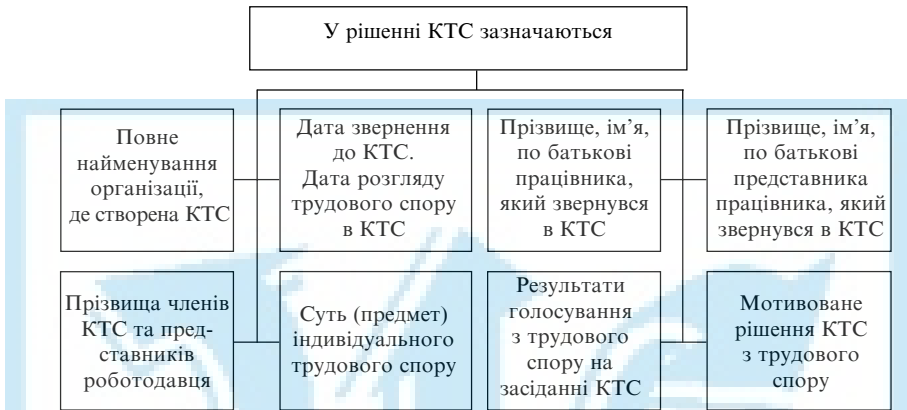 У рішенні КТС зазначаються
Повне
найменування
організації,
де створена КТС
Дата звернення
до КТС.
Дата розгляду
трудового спору
в КТС
Прізвище, ім’я,
по батькові
працівника,
який звернувся
в КТС
Прізвище, ім’я,
по батькові
представника
працівника, який
звернувся в КТС
Прізвища членів
КТС та пред-
ставників
роботодавця
Суть (предмет)
індивідуального
трудового спору
Результати
голосування
з трудового
спору на
засіданні КТС
Мотивоване
рішення КТС
з трудового
спору